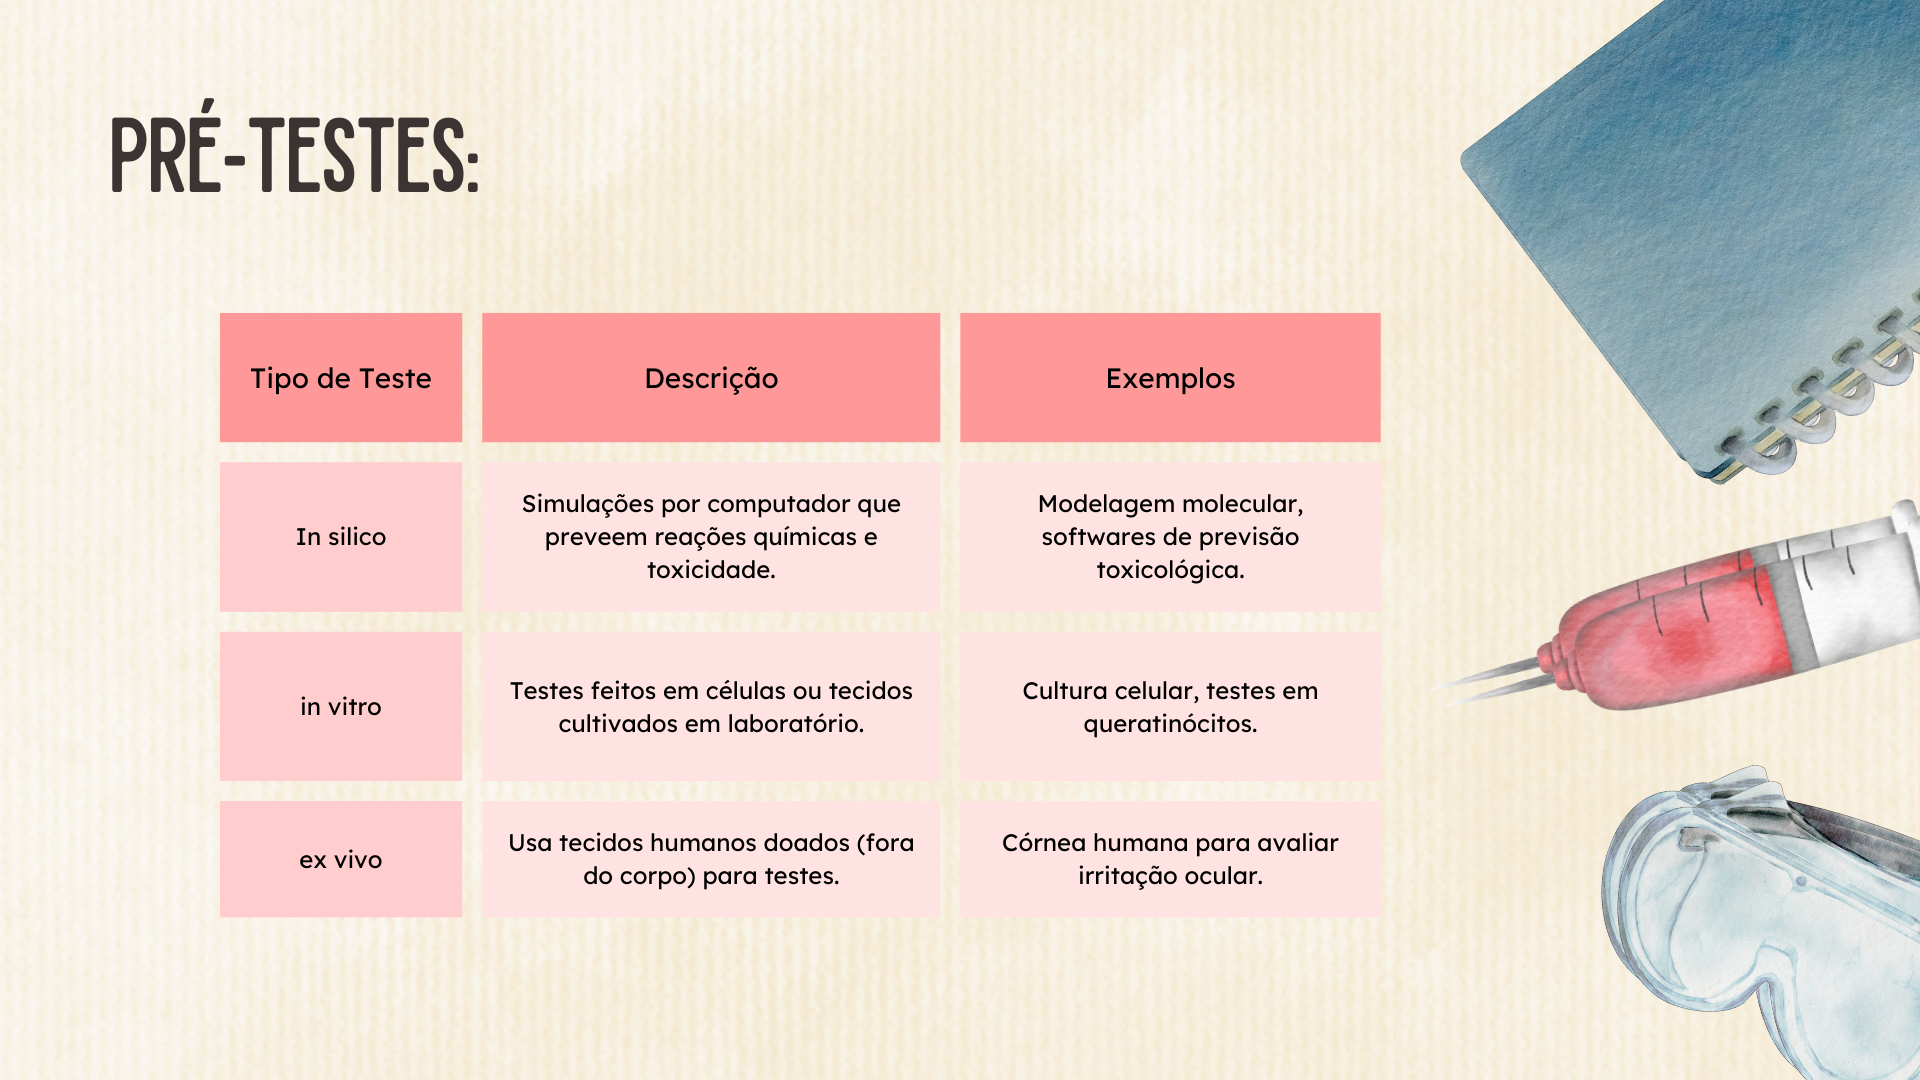 PRÉ-TESTES:
Tipo de Teste
Descrição
Exemplos
In silico
Simulações por computador que
preveem reações químicas e
toxicidade.
Modelagem molecular,
softwares de previsão
toxicológica.
in vitro
Testes feitos em células ou tecidos
cultivados em laboratório.
Cultura celular, testes em
queratinócitos.
ex vivo
Usa tecidos humanos doados (fora
do corpo) para testes.
Córnea humana para avaliar
irritação ocular.